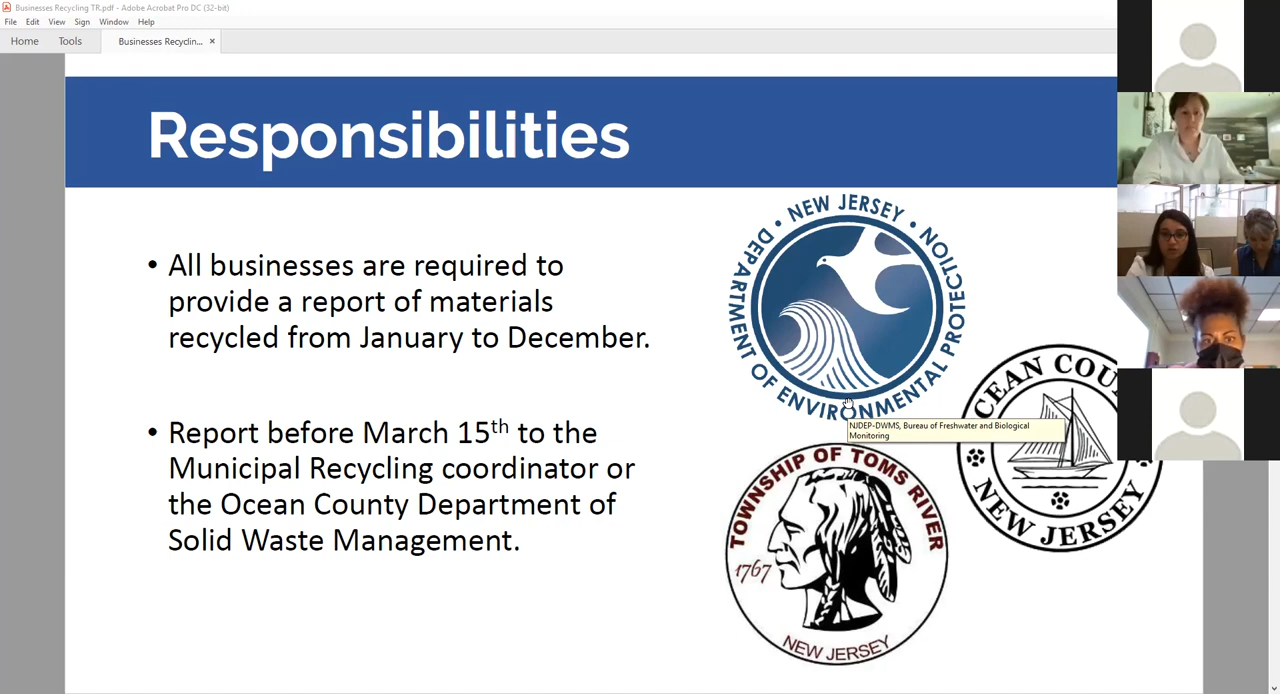 Businesses Recycling TR.pdf - Adobe Acrobat Pro DC (32-bit)
File Edit View Sign Window Help
Home Tools Businesses Recyclin... ×
Responsibilities
• All businesses are required to
provide a report of materials
recycled from January to December.
• Report before March 15th to the
Municipal Recycling coordinator or
the Ocean County Department of
Solid Waste Management.
• NEW JERSEY •
DEPARTMENT OF ENVIRONMENTAL PROTECTION
NJDEP-DWMS, Bureau of Freshwater and Biological
Monitoring
OCEAN COU
NEW JERSEY
TOWNSHIP OF TOMS RIVER
1767
NEW JERSEY